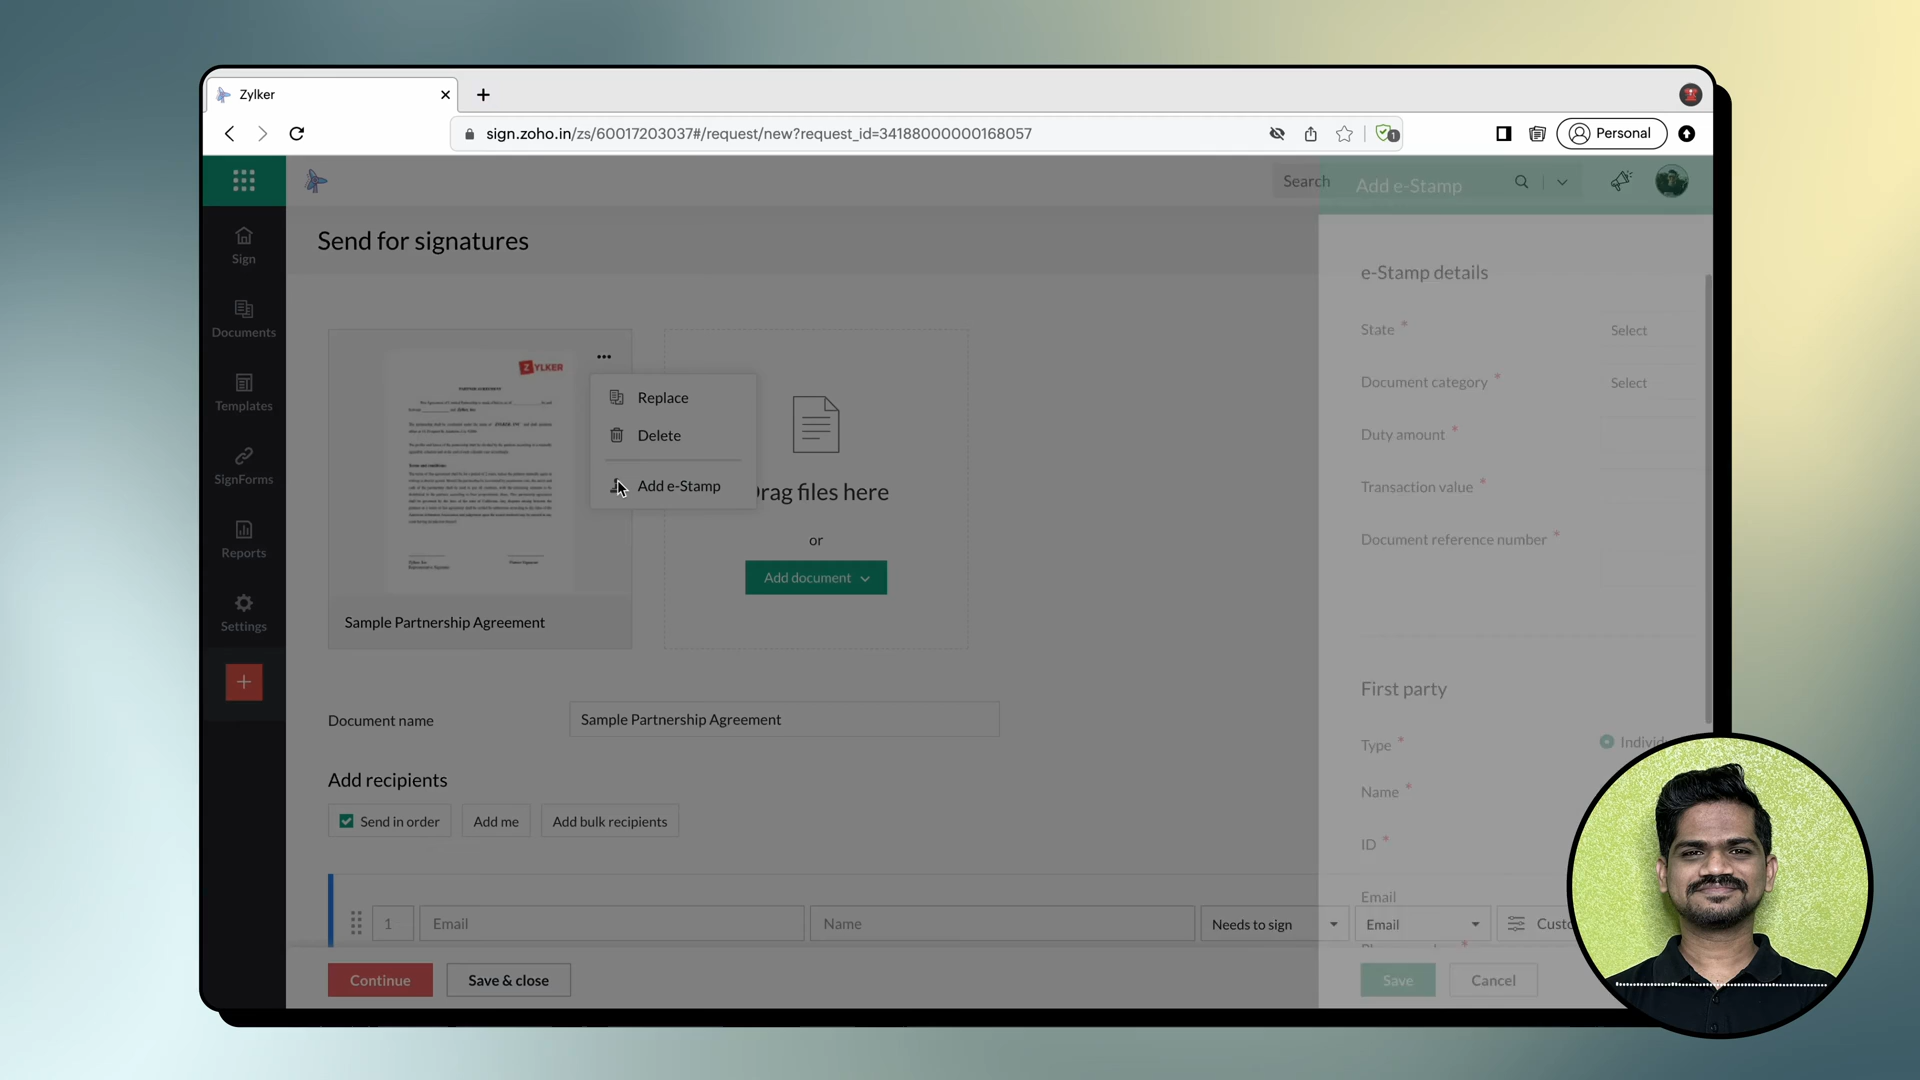 Zylker
sign.zoho.in/zs/60017203037#/request/new?request_id=34188000000168057
1
Personal
Search
Add e-Stamp
Sign
Documents
Templates
SignForms
Reports
Settings
Send for signatures
ZYLKER
PARTNER AGREEMENT
Replace
Delete
Add e-Stamp
Sample Partnership Agreement
rag files here
or
Add document
Document name
Sample Partnership Agreement
Add recipients
Send in order
Add me
Add bulk recipients
1
Email
Name
Needs to sign
Email
Custo
Continue
Save & close
e-Stamp details
State *
Select
Document category *
Select
Duty amount *
Transaction value *
Document reference number *
First party
Type *
Individ
Name *
ID *
Email
Save
Cancel